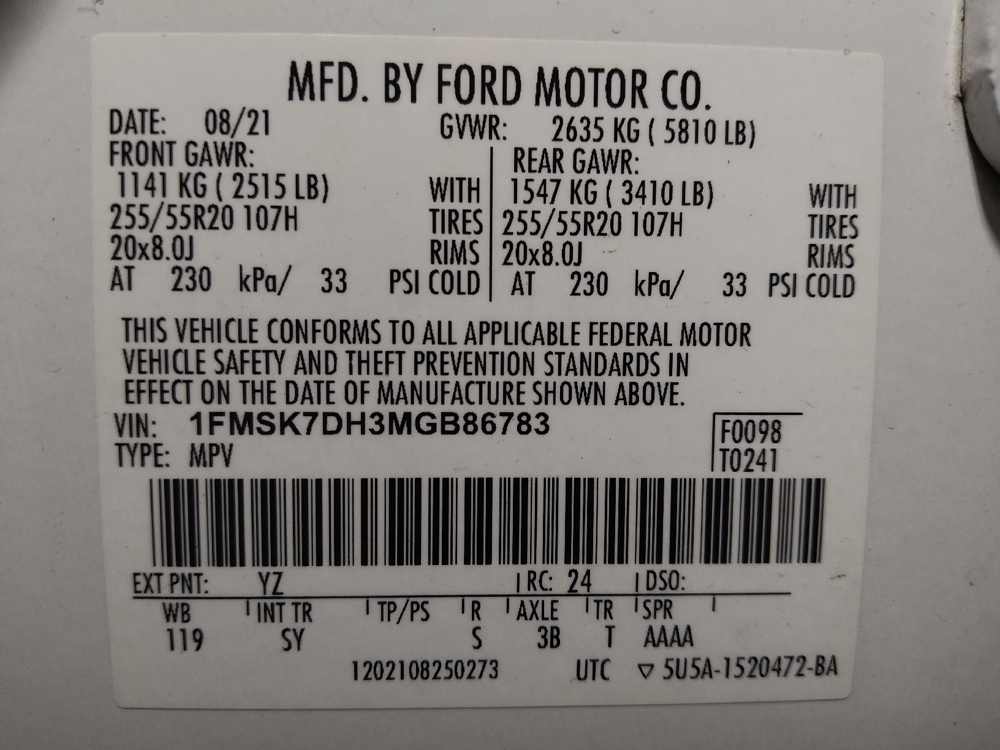 MFD. BY FORD MOTOR CO.
DATE: 08/21 GVWR: 2635 KG ( 5810 LB)
FRONT GAWR: REAR GAWR:
1141 KG ( 2515 LB) WITH 1547 KG ( 3410 LB) WITH
255/55R20 107H TIRES 255/55R20 107H TIRES
20x8.0J RIMS 20x8.0J RIMS
AT 230 kPa/ 33 PSI COLD AT 230 kPa/ 33 PSI COLD
THIS VEHICLE CONFORMS TO ALL APPLICABLE FEDERAL MOTOR
VEHICLE SAFETY AND THEFT PREVENTION STANDARDS IN
EFFECT ON THE DATE OF MANUFACTURE SHOWN ABOVE.
VIN: 1FMSK7DH3MGB86783 F0098
TYPE: MPV T0241
EXT PNT: YZ RC: 24 DSO:
WB INT TR TP/PS R AXLE TR SPR
119 SY S 3B T AAAA
1202108250273 UTC ▽ 5U5A-1520472-BA